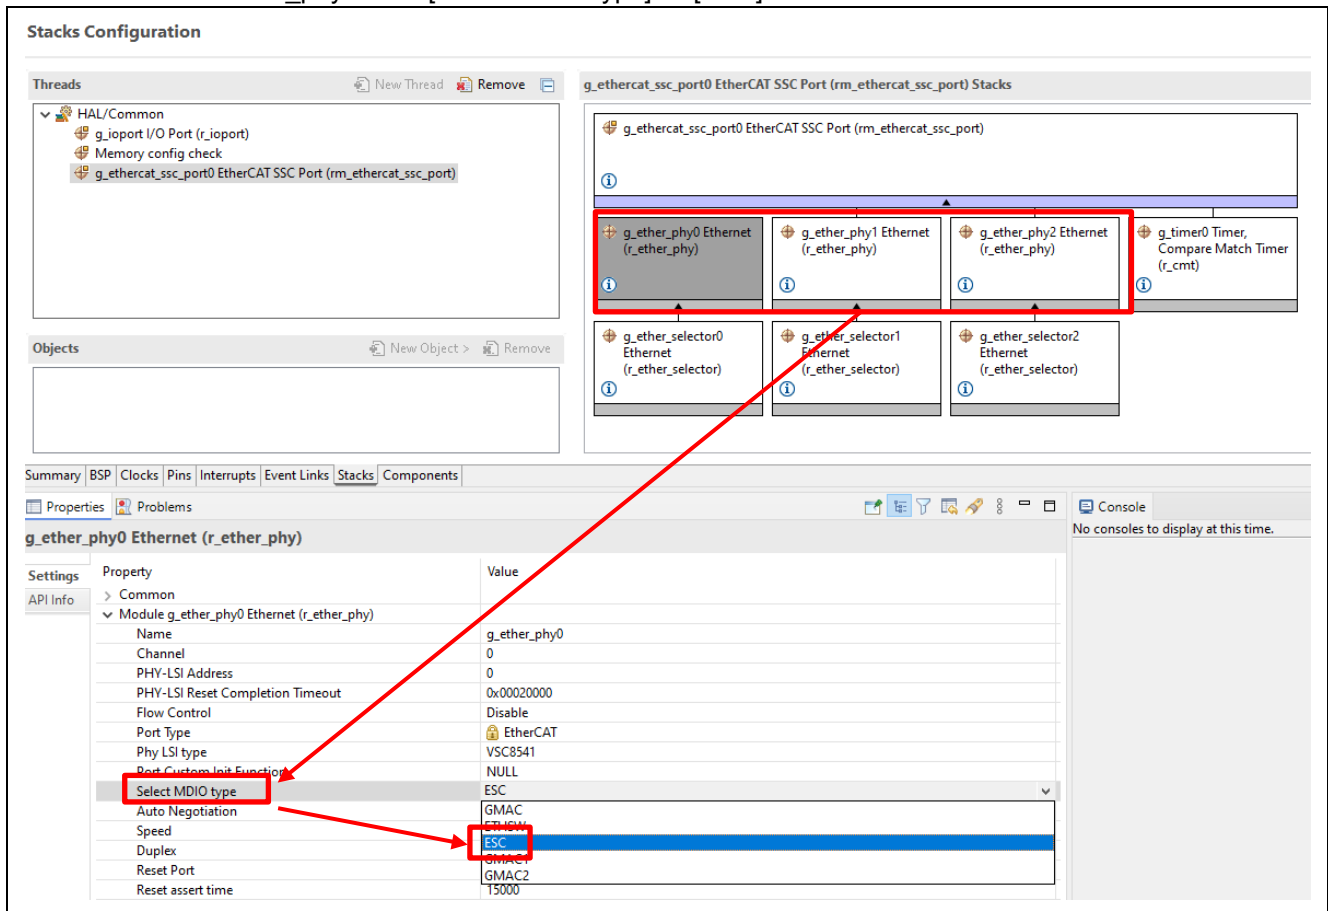 Stacks Configuration
Threads
New Thread
Remove
HAL/Common
g_ioport I/O Port (r_ioport)
Memory config check
g_ethercat_ssc_port0 EtherCAT SSC Port (rm_ethercat_ssc_port)
Objects
New Object >
Remove
g_ethercat_ssc_port0 EtherCAT SSC Port (rm_ethercat_ssc_port) Stacks
g_ethercat_ssc_port0 EtherCAT SSC Port (rm_ethercat_ssc_port)
g_ether_phy0 Ethernet
(r_ether_phy)
g_ether_phy1 Ethernet
(r_ether_phy)
g_ether_phy2 Ethernet
(r_ether_phy)
g_timer0 Timer,
Compare Match Timer
(r_cmt)
g_ether_selector0
Ethernet
(r_ether_selector)
g_ether_selector1
Ethernet
(r_ether_selector)
g_ether_selector2
Ethernet
(r_ether_selector)
Summary BSP Clocks Pins Interrupts Event Links Stacks Components
Properties Problems
Console
No consoles to display at this time.
g_ether_phy0 Ethernet (r_ether_phy)
Settings
API Info
Property Value
Common
Module g_ether_phy0 Ethernet (r_ether_phy)
Name g_ether_phy0
Channel 0
PHY-LSI Address 0
PHY-LSI Reset Completion Timeout 0x00020000
Flow Control Disable
Port Type EtherCAT
Phy LSI type VSC8541
Port Custom Init Function NULL
Select MDIO type ESC
Auto Negotiation GMAC
Speed ETHSW
Duplex ESC
GMAC1
Reset Port GMAC2
Reset assert time 15000